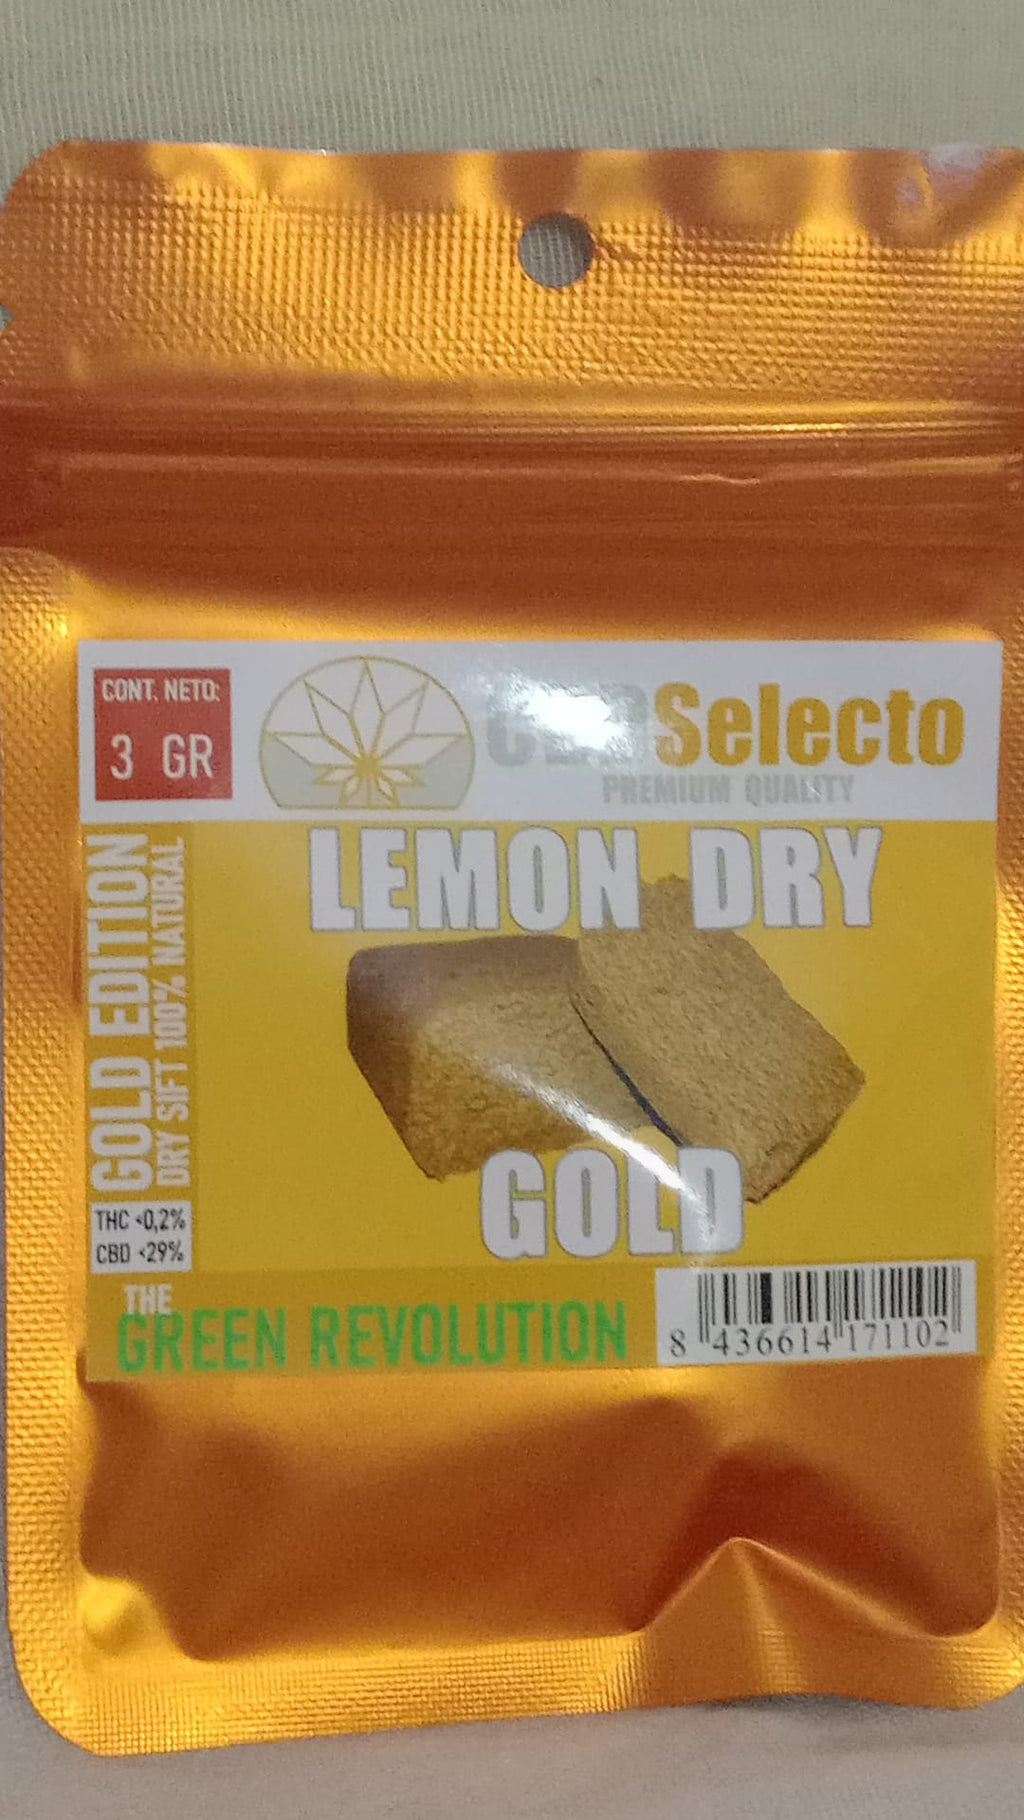 CONT. NETO:
3 GR
CBDSelecto
PREMIUM QUALITY
LEMON DRY
GOLD
GOLD EDITION
DRY SIFT 100% NATURAL
THC <0,2%
CBD <29%
THE
GREEN REVOLUTION
8 436614 171102